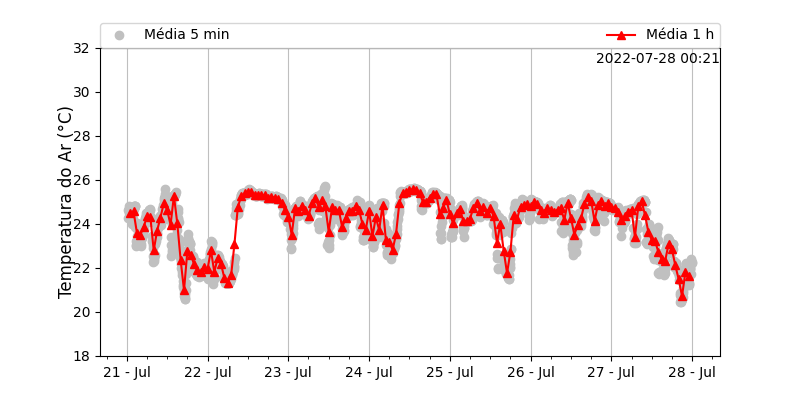 Média 5 min
Média 1 h
2022-07-28 00:21
Temperatura do Ar (°C)
32
30
28
26
24
22
20
18
21 - Jul
22 - Jul
23 - Jul
24 - Jul
25 - Jul
26 - Jul
27 - Jul
28 - Jul